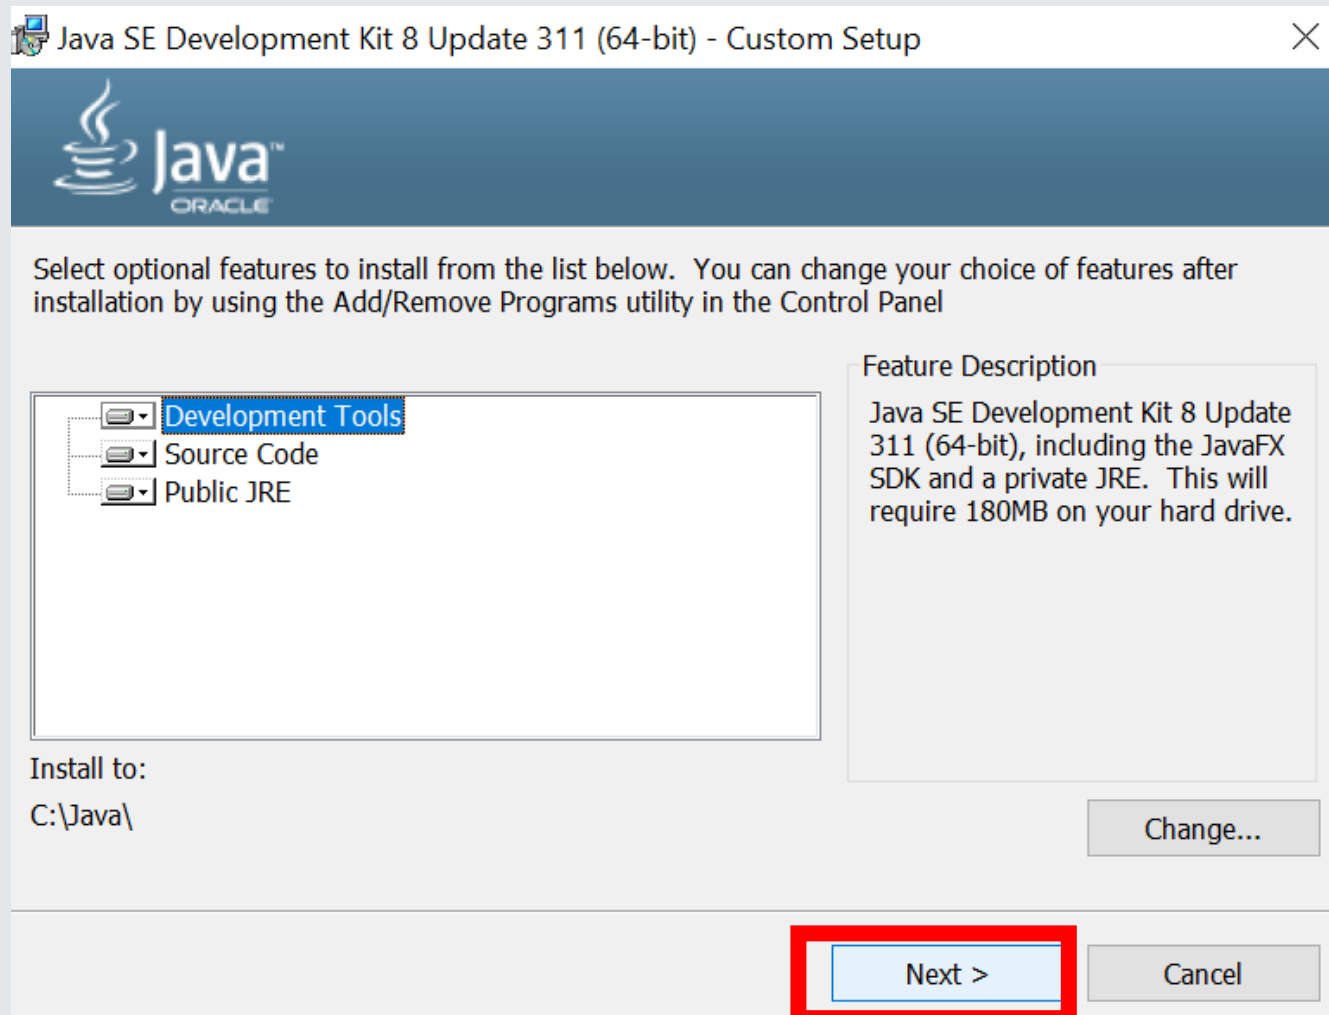 Java SE Development Kit 8 Update 311 (64-bit) - Custom Setup
Java™
ORACLE
Select optional features to install from the list below.  You can change your choice of features after
installation by using the Add/Remove Programs utility in the Control Panel
Development Tools
Source Code
Public JRE
Feature Description
Java SE Development Kit 8 Update
311 (64-bit), including the JavaFX
SDK and a private JRE.  This will
require 180MB on your hard drive.
Install to:
C:\Java\
Change...
Next >
Cancel